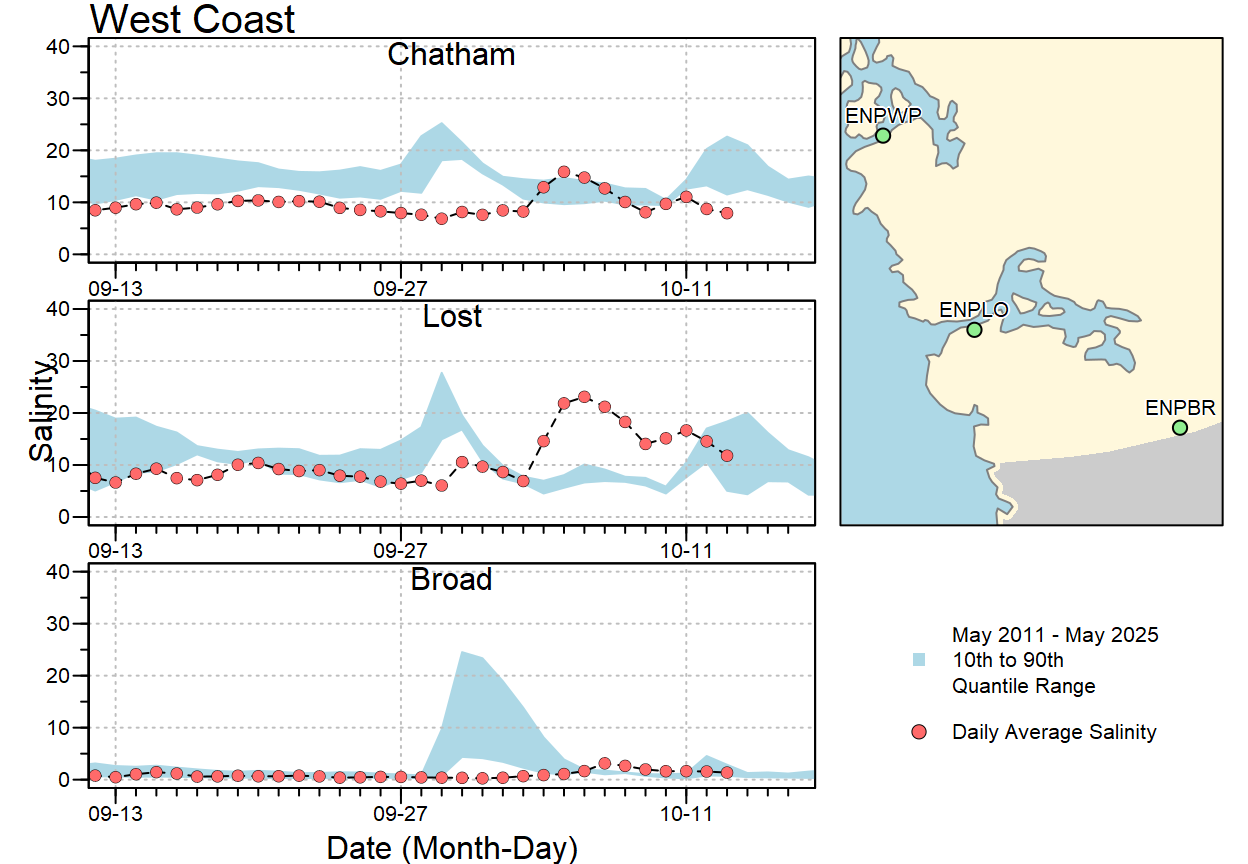 West Coast
Chatham
40
30
20
10
0
09-13 09-27 10-11
Lost
40
30
20
10
0
09-13 09-27 10-11
Broad
40
30
20
10
0
09-13 09-27 10-11
Salinity
Date (Month-Day)
ENPWP
ENPLO
ENPBR
May 2011 - May 2025
10th to 90th
Quantile Range
Daily Average Salinity